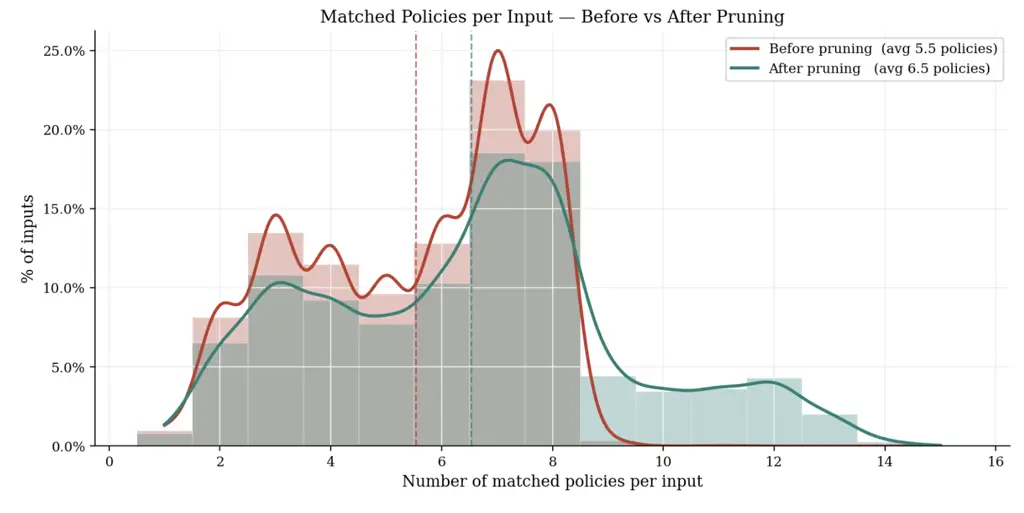 Matched Policies per Input — Before vs After Pruning
Before pruning (avg 5.5 policies)
After pruning (avg 6.5 policies)
25.0%
20.0%
15.0%
10.0%
5.0%
0.0%
% of inputs
0 2 4 6 8 10 12 14 16
Number of matched policies per input